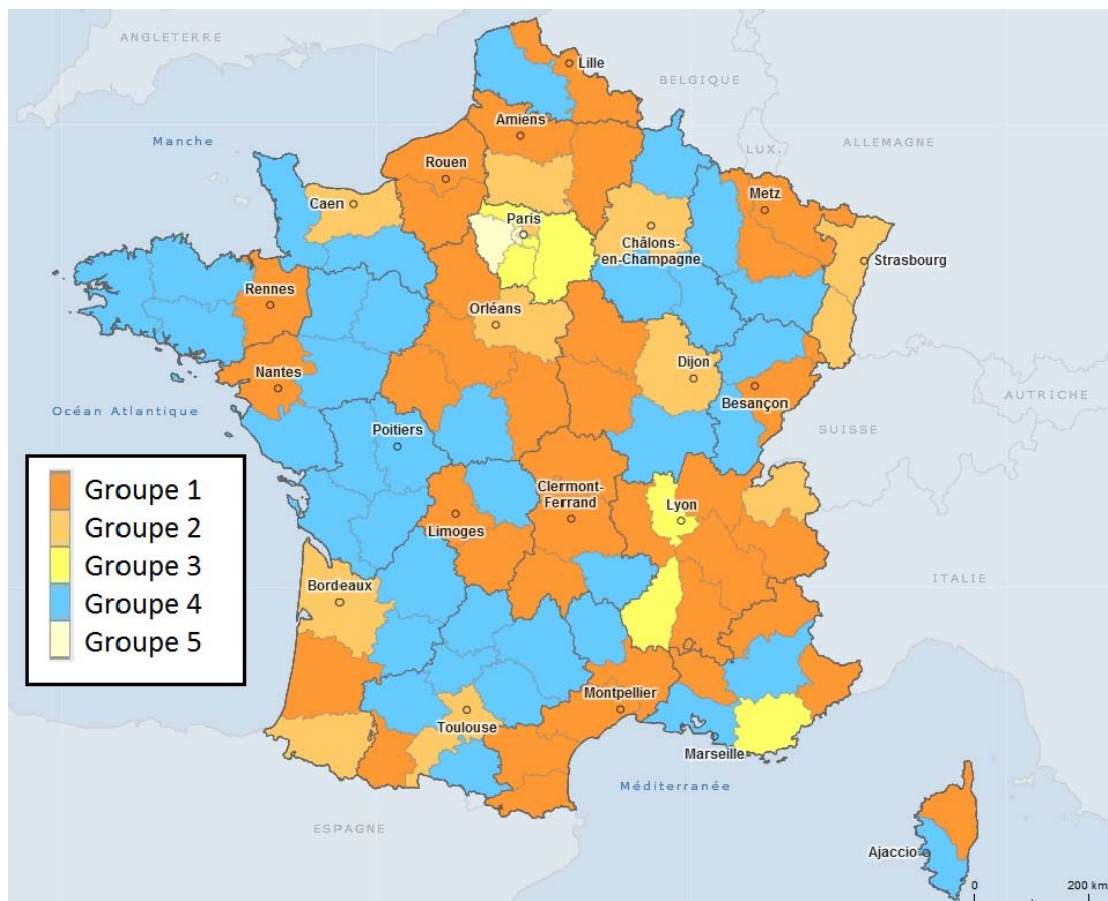 ANGLETERRE
Lille
BELGIQUE
Manche
Amiens
LUX.
ALLEMAGNE
Rouen
Metz
Caen
Paris
Châlons-
en-Champagne
Strasbourg
Rennes
Orléans
Nantes
Dijon
Besançon
AUTRICHE
Océan Atlantique
Poitiers
SUISSE
Groupe 1
Groupe 2
Groupe 3
Groupe 4
Groupe 5
Clermont-
Ferrand
Lyon
Limoges
ITALIE
Bordeaux
Montpellier
Toulouse
Marseille
Méditerranée
ESPAGNE
Ajaccio
0
200 km